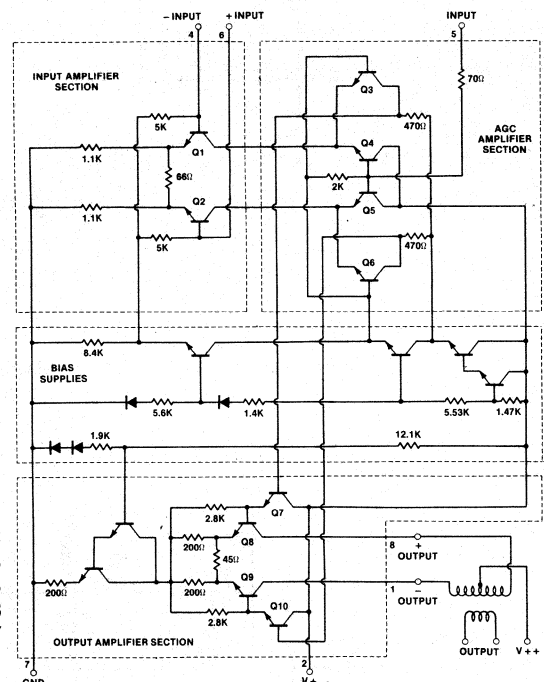 − INPUT
4
+ INPUT
6
INPUT
5
INPUT AMPLIFIER
SECTION
5K
1.1K
Q1
66Ω
1.1K
Q2
5K
70Ω
Q3
470Ω
Q4
AGC
AMPLIFIER
SECTION
2K
Q5
470Ω
Q6
8.4K
BIAS
SUPPLIES
5.6K
1.4K
5.53K
1.47K
1.9K
12.1K
2.8K
Q7
200Ω
Q8
45Ω
8
+
OUTPUT
200Ω
Q9
1
−
OUTPUT
200Ω
2.8K
Q10
OUTPUT AMPLIFIER SECTION
OUTPUT
V++
7
GND
2
V+